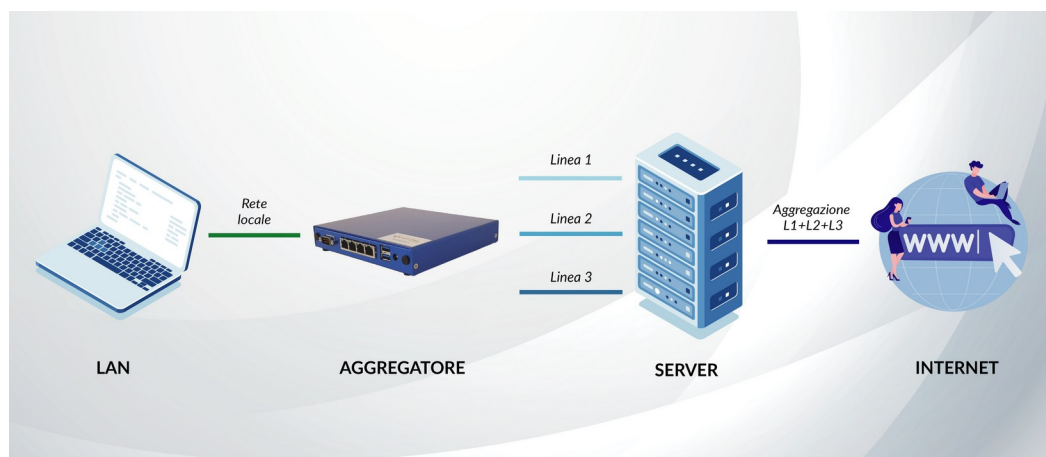 Linea 1
Rete
locale
Linea 2
Aggregazione
L1+L2+L3
WWW
Linea 3
LAN
AGGREGATORE
SERVER
INTERNET